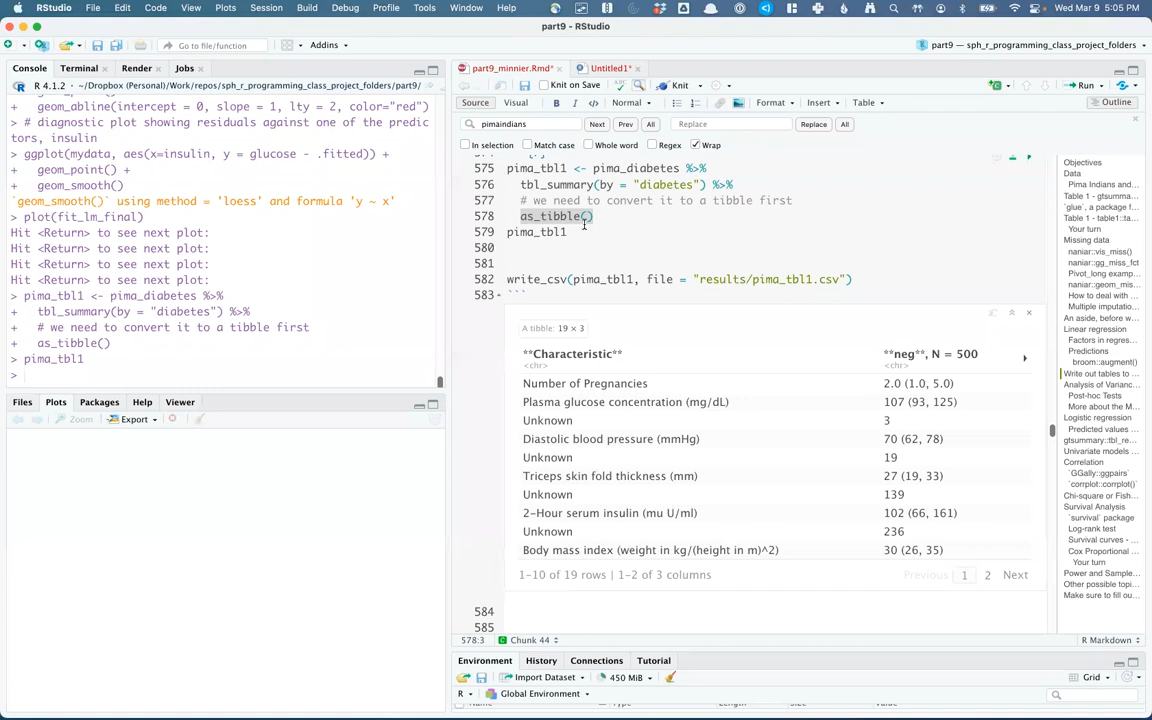 RStudio File Edit Code View Plots Session Build Debug Profile Tools Window Help Wed Mar 9 5:05 PM
part9 - RStudio
Go to file/function Addins part9 — sph_r_programming_class_project_folders
Console Terminal Render Jobs
R 4.1.2 · ~/Dropbox (Personal)/Work/repos/sph_r_programming_class_project_folders/part9/
+ geom_abline(intercept = 0, slope = 1, lty = 2, color="red")
> # diagnostic plot showing residuals against one of the predic
tors, insulin
> ggplot(mydata, aes(x=insulin, y = glucose - .fitted)) +
+ geom_point() +
+ geom_smooth()
`geom_smooth()` using method = 'loess' and formula 'y ~ x'
> plot(fit_lm_final)
Hit <Return> to see next plot:
Hit <Return> to see next plot:
Hit <Return> to see next plot:
Hit <Return> to see next plot:
> pima_tbl1 <- pima_diabetes %>%
+ tbl_summary(by = "diabetes") %>%
+ # we need to convert it to a tibble first
+ as_tibble()
> pima_tbl1
>
Files Plots Packages Help Viewer
Zoom Export
part9_minnier.Rmd* Untitled1*
Knit on Save Knit Run
Source Visual B I </> Normal Format Insert Table Outline
pimaindians Next Prev All Replace Replace All
In selection Match case Whole word Regex Wrap
575 pima_tbl1 <- pima_diabetes %>%
576 tbl_summary(by = "diabetes") %>%
577 # we need to convert it to a tibble first
578 as_tibble()
579 pima_tbl1
580
581
582 write_csv(pima_tbl1, file = "results/pima_tbl1.csv")
583 ```
A tibble: 19 × 3
**Characteristic** **neg**, N = 500
<chr> <chr>
Number of Pregnancies 2.0 (1.0, 5.0)
Plasma glucose concentration (mg/dL) 107 (93, 125)
Unknown 3
Diastolic blood pressure (mmHg) 70 (62, 78)
Unknown 19
Triceps skin fold thickness (mm) 27 (19, 33)
Unknown 139
2-Hour serum insulin (mu U/ml) 102 (66, 161)
Unknown 236
Body mass index (weight in kg/(height in m)^2) 30 (26, 35)
1-10 of 19 rows | 1-2 of 3 columns Previous 1 2 Next
584
585
578:3 Chunk 44 R Markdown
Objectives
Data
Pima Indians and...
Table 1 - gtsumma...
`glue`, a package f...
Table 1 - table1::ta...
Your turn
Missing data
naniar::vis_miss()
naniar::gg_miss_fct
Pivot_long examp...
naniar::geom_mis...
How to deal with ...
Multiple imputatio...
An aside, before w...
Linear regression
Factors in regres...
Predictions
broom::augment()
Write out tables to ...
Analysis of Varianc...
Post-hoc Tests
More about the M...
Logistic regression
Predicted values ...
gtsummary::tbl_re...
Univariate models ...
Correlation
`GGally::ggpairs`
`corrplot::corrplot()`
Chi-square or Fish...
Survival Analysis
`survival` package
Log-rank test
Survival curves - ...
Cox Proportional ...
Your turn
Power and Sample...
Other possible topi...
Make sure to fill ou...
Environment History Connections Tutorial
Import Dataset 450 MiB Grid
R Global Environment